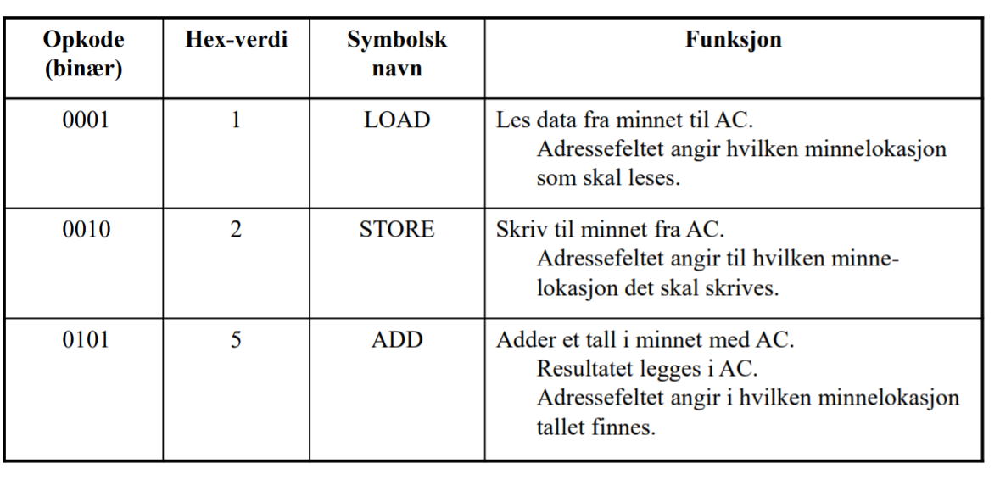 Opkode Hex-verdi Symbolsk Funksjon
(binær) navn
0001 1 LOAD Les data fra minnet til AC.
Adressefeltet angir hvilken minnelokasjon
som skal leses.
0010 2 STORE Skriv til minnet fra AC.
Adressefeltet angir til hvilken minne-
lokasjon det skal skrives.
0101 5 ADD Adder et tall i minnet med AC.
Resultatet legges i AC.
Adressefeltet angir i hvilken minnelokasjon
tallet finnes.